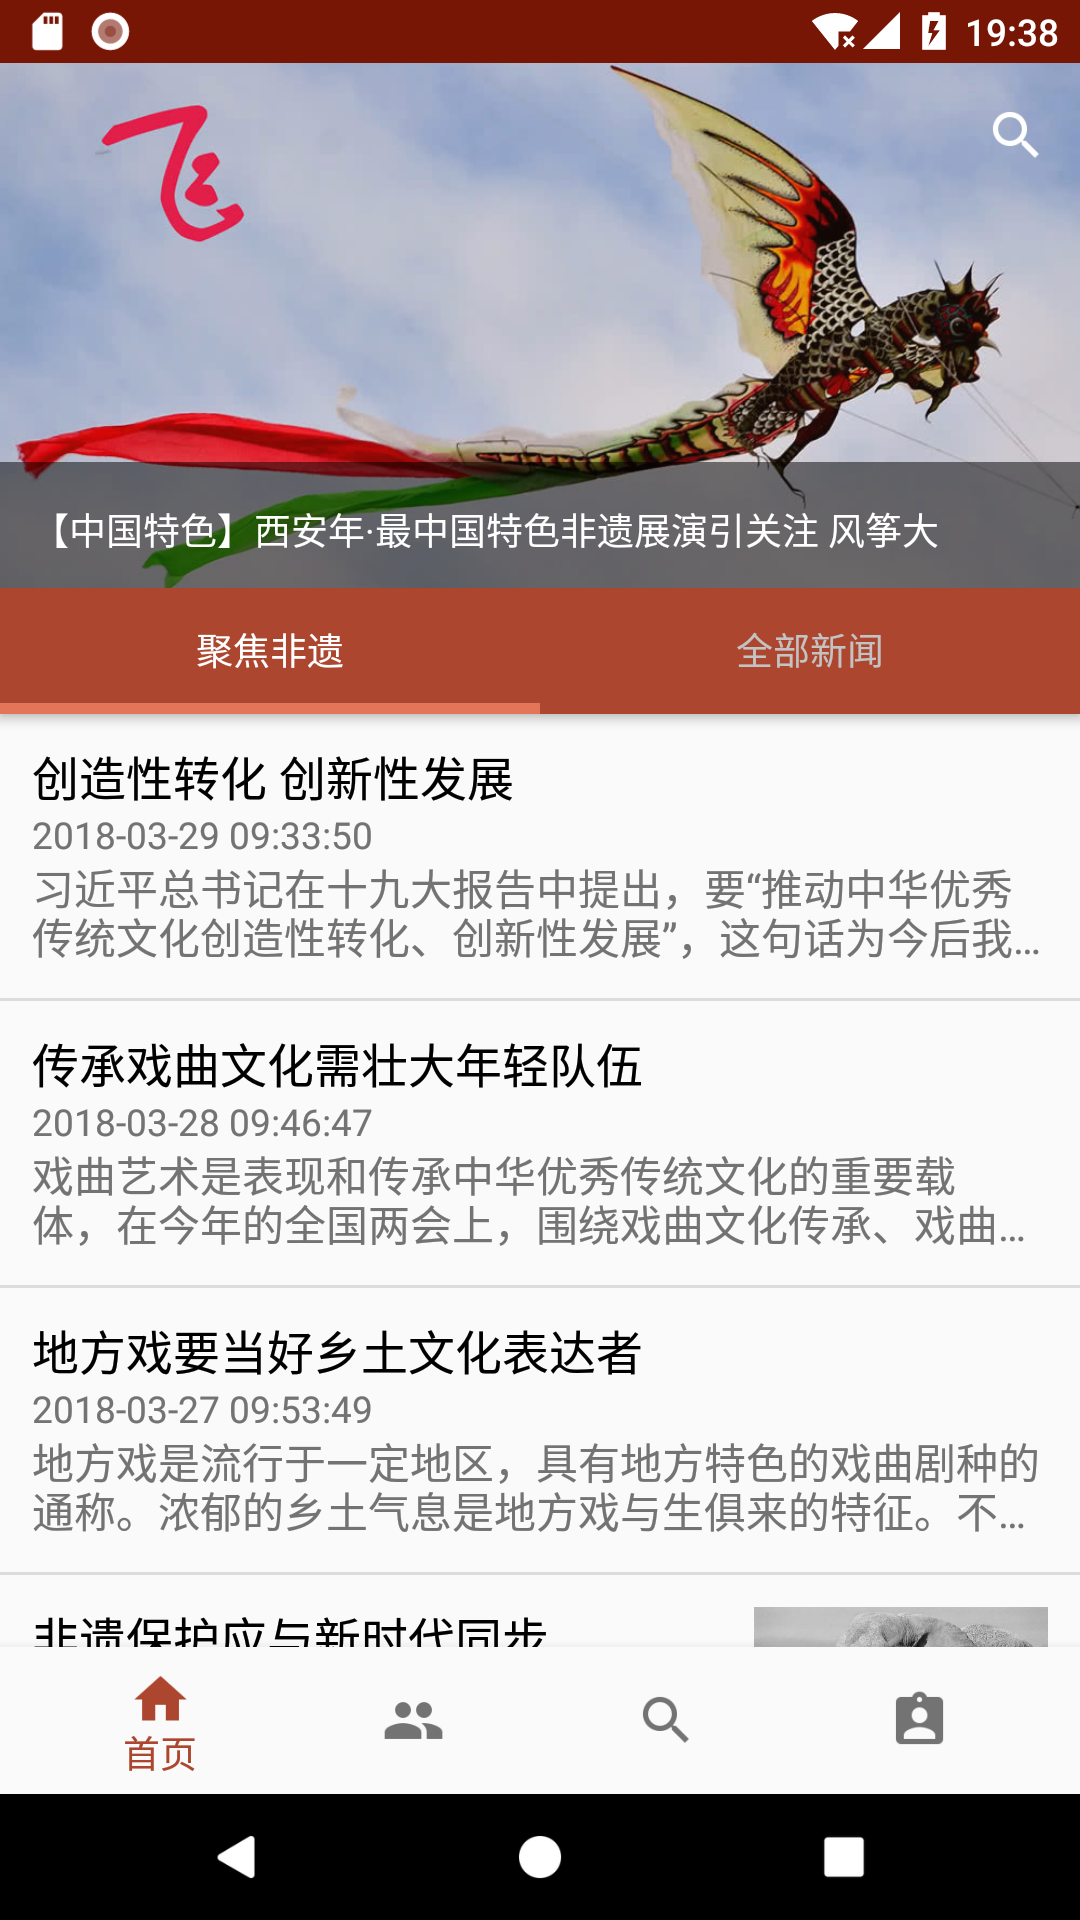 19:38
飞
【中国特色】西安年·最中国特色非遗展演引关注 风筝大
聚焦非遗
全部新闻
创造性转化 创新性发展
2018-03-29 09:33:50
习近平总书记在十九大报告中提出，要“推动中华优秀
传统文化创造性转化、创新性发展”，这句话为今后我...
传承戏曲文化需壮大年轻队伍
2018-03-28 09:46:47
戏曲艺术是表现和传承中华优秀传统文化的重要载
体，在今年的全国两会上，围绕戏曲文化传承、戏曲...
地方戏要当好乡土文化表达者
2018-03-27 09:53:49
地方戏是流行于一定地区，具有地方特色的戏曲剧种的
通称。浓郁的乡土气息是地方戏与生俱来的特征。不...
非遗保护应与新时代同步
首页